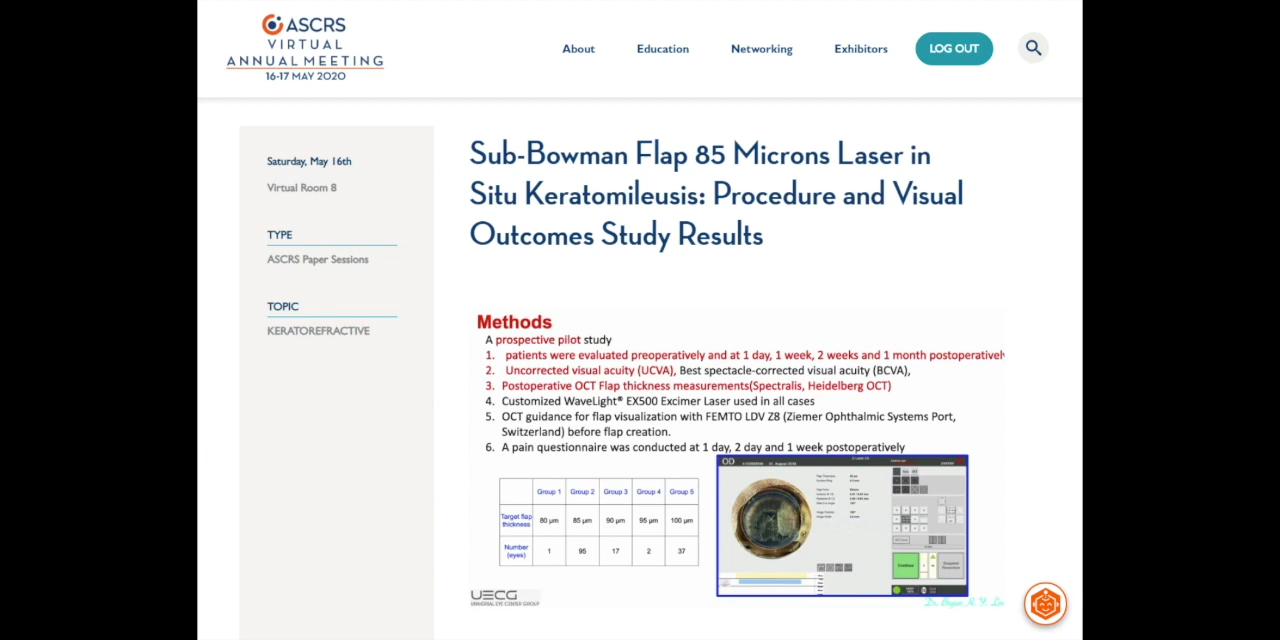 ASCRS
VIRTUAL
ANNUAL MEETING
16-17 MAY 2020
About
Education
Networking
Exhibitors
LOG OUT
Saturday, May 16th
Virtual Room 8
TYPE
ASCRS Paper Sessions
TOPIC
KERATOREFRACTIVE
Sub-Bowman Flap 85 Microns Laser in
Situ Keratomileusis: Procedure and Visual
Outcomes Study Results
Methods
A prospective pilot study
1. patients were evaluated preoperatively and at 1 day, 1 week, 2 weeks and 1 month postoperatively
2. Uncorrected visual acuity (UCVA), Best spectacle-corrected visual acuity (BCVA),
3. Postoperative OCT Flap thickness measurements(Spectralis, Heidelberg OCT)
4. Customized WaveLight® EX500 Excimer Laser used in all cases
5. OCT guidance for flap visualization with FEMTO LDV Z8 (Ziemer Ophthalmic Systems Port,
Switzerland) before flap creation.
6. A pain questionnaire was conducted at 1 day, 2 day and 1 week postoperatively
Group 1 Group 2 Group 3 Group 4 Group 5
Target flap
thickness
80 μm 85 μm 90 μm 95 μm 100 μm
Number
(eyes)
1 95 17 2 37
OD
Continue
UECG
UNIVERSAL EYE CENTER GROUP